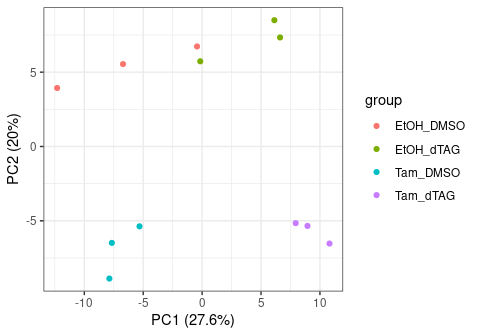 5
0
-5
-10
-5
0
5
10
PC1 (27.6%)
PC2 (20%)
group
EtOH_DMSO
EtOH_dTAG
Tam_DMSO
Tam_dTAG